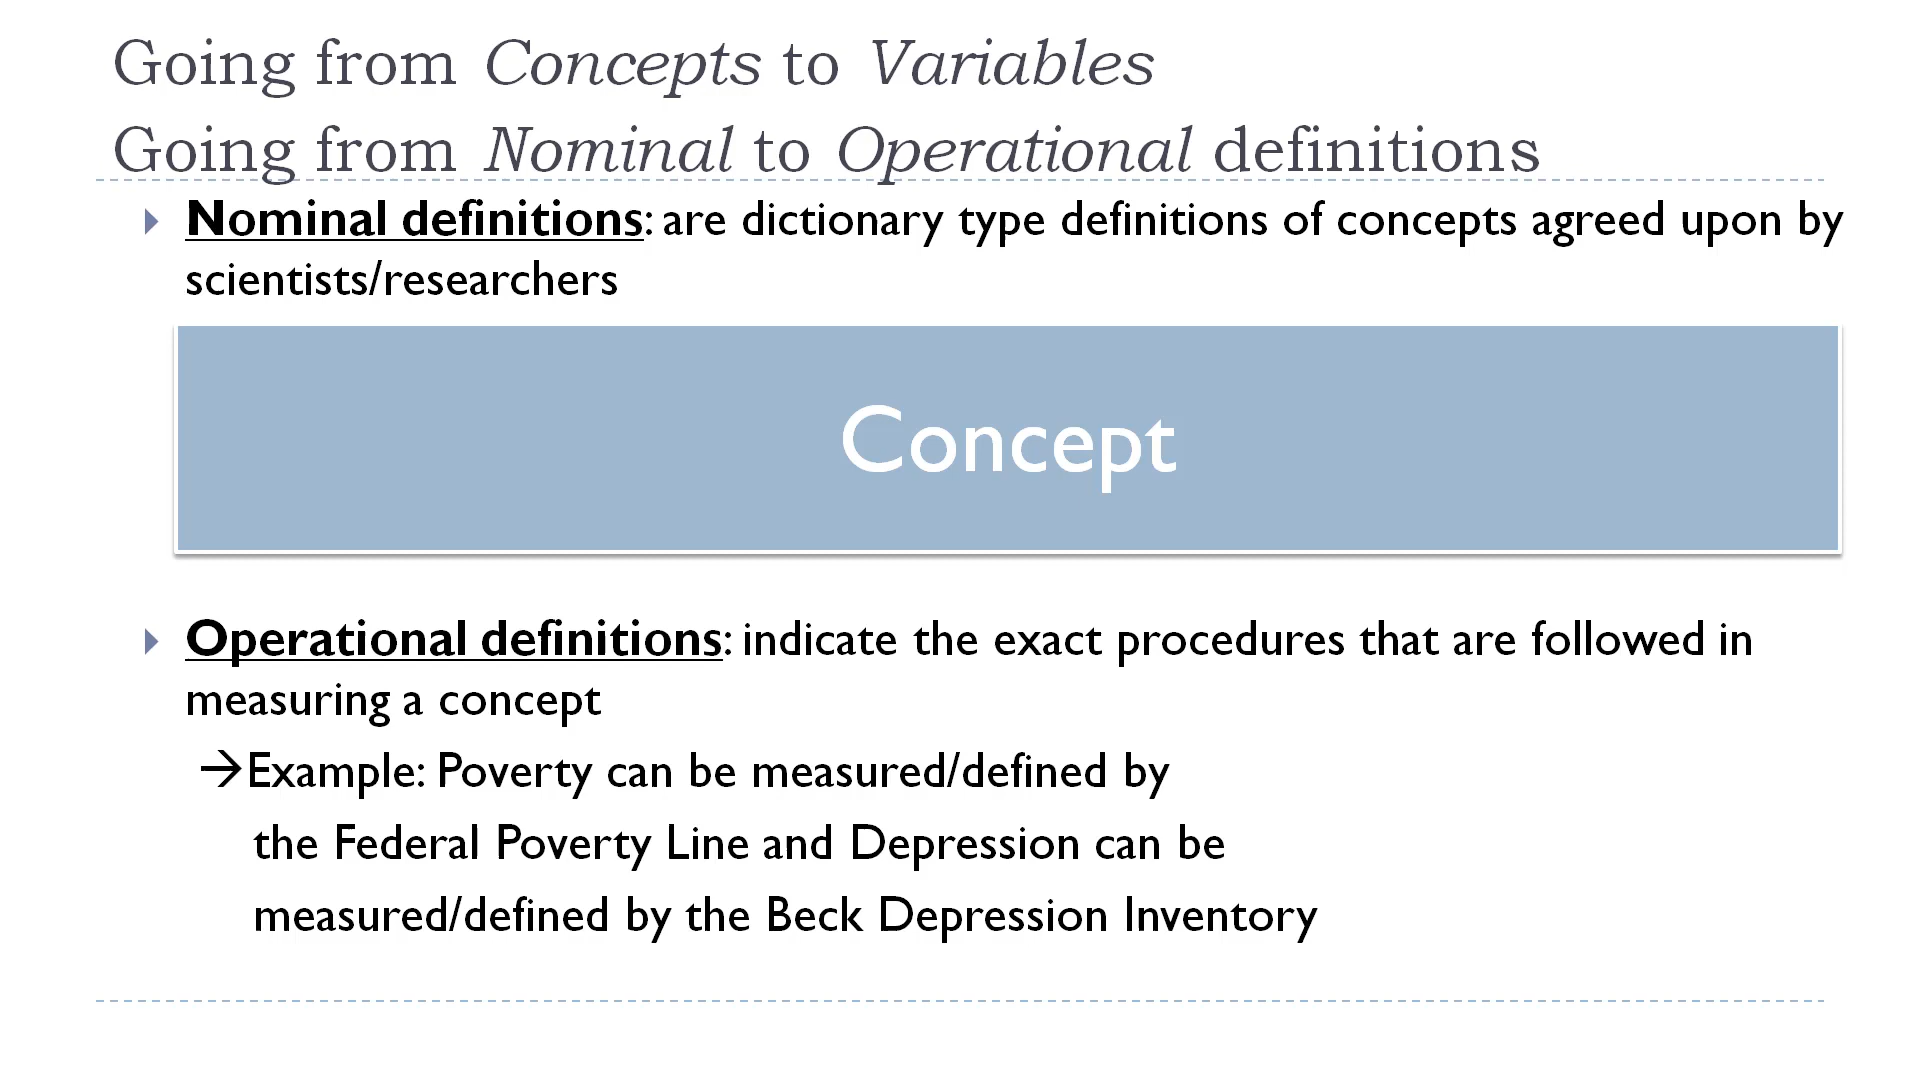 Going from Concepts to Variables
Going from Nominal to Operational definitions
Nominal definitions: are dictionary type definitions of concepts agreed upon by
scientists/researchers
Concept
Operational definitions: indicate the exact procedures that are followed in
measuring a concept
→Example: Poverty can be measured/defined by
the Federal Poverty Line and Depression can be
measured/defined by the Beck Depression Inventory